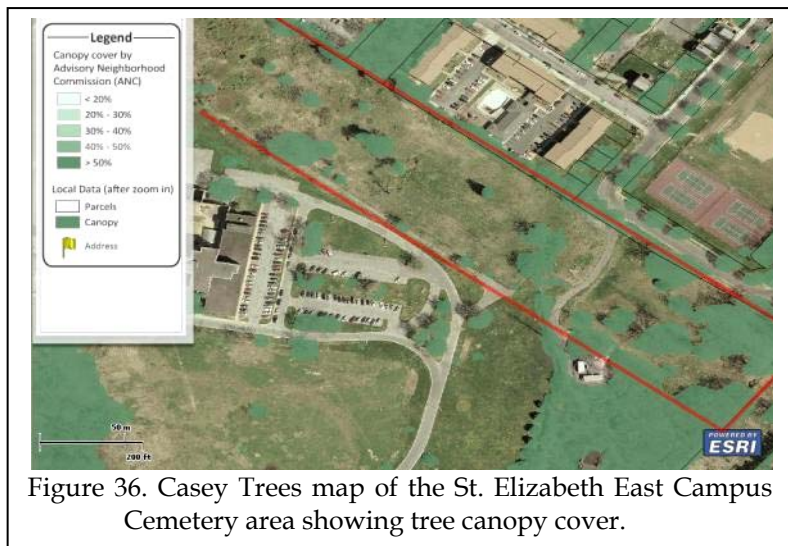 Legend
Canopy cover by
Advisory Neighborhood
Commission (ANC)
< 20%
20% - 30%
30% - 40%
40% - 50%
> 50%
Local Data (after zoom in)
Parcels
Canopy
Address
50 m
200 Ft
POWERED BY
ESRI
Figure 36. Casey Trees map of the St. Elizabeth East Campus
Cemetery area showing tree canopy cover.